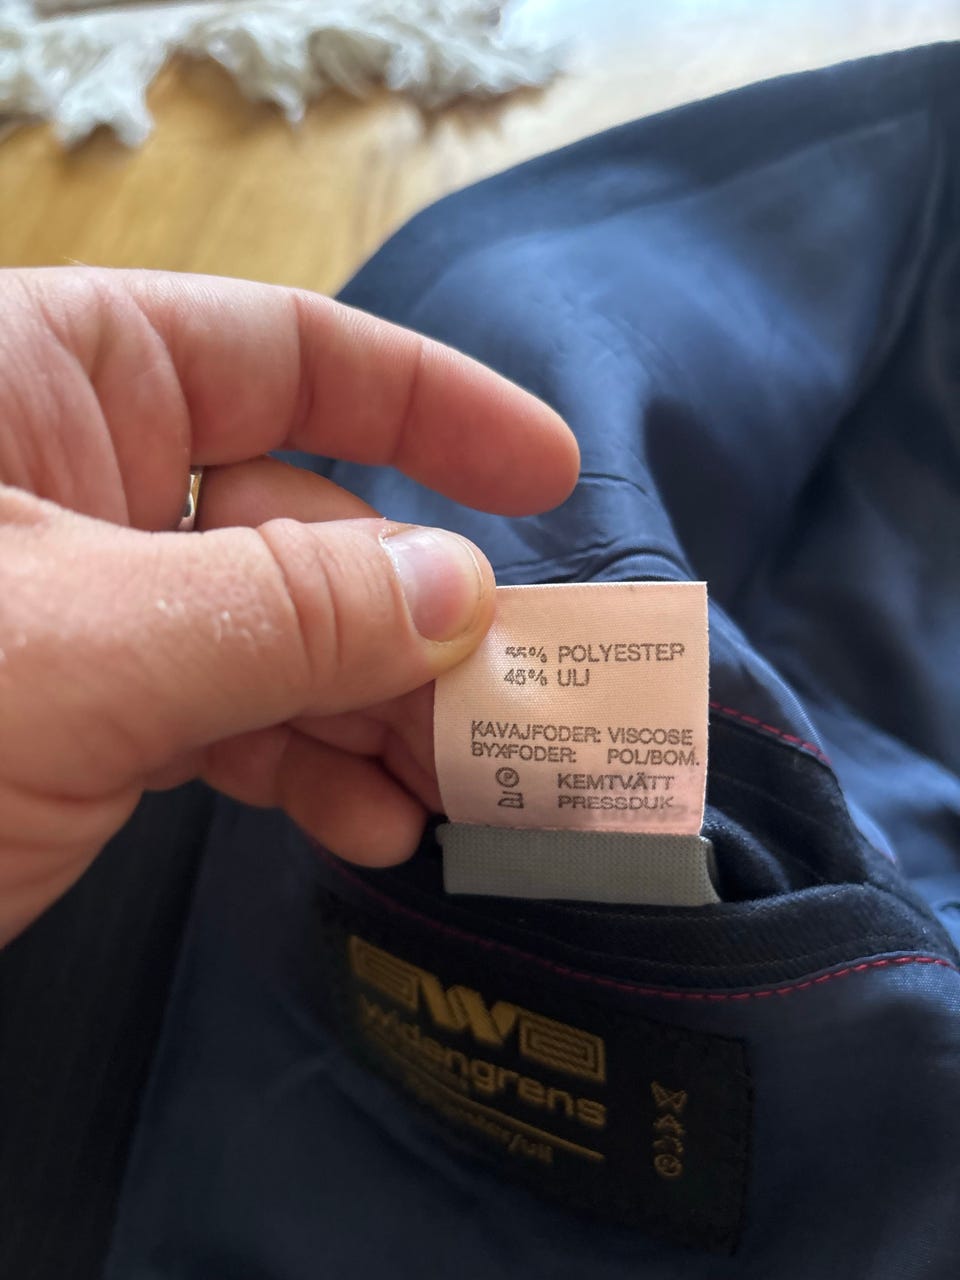 55% POLYESTER
45% ULL
KAVAJFODER: VISCOSE
BYXFODER: POL/BOM.
P KEMTVÄTT
PRESSDUK
Widengrens